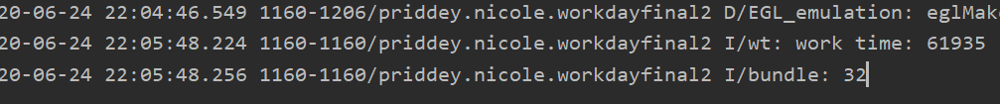 20-06-24 22:04:46.549 1160-1206/priddey.nicole.workdayfinal2 D/EGL_emulation: eglMak
20-06-24 22:05:48.224 1160-1160/priddey.nicole.workdayfinal2 I/wt: work time: 61935
20-06-24 22:05:48.256 1160-1160/priddey.nicole.workdayfinal2 I/bundle: 32